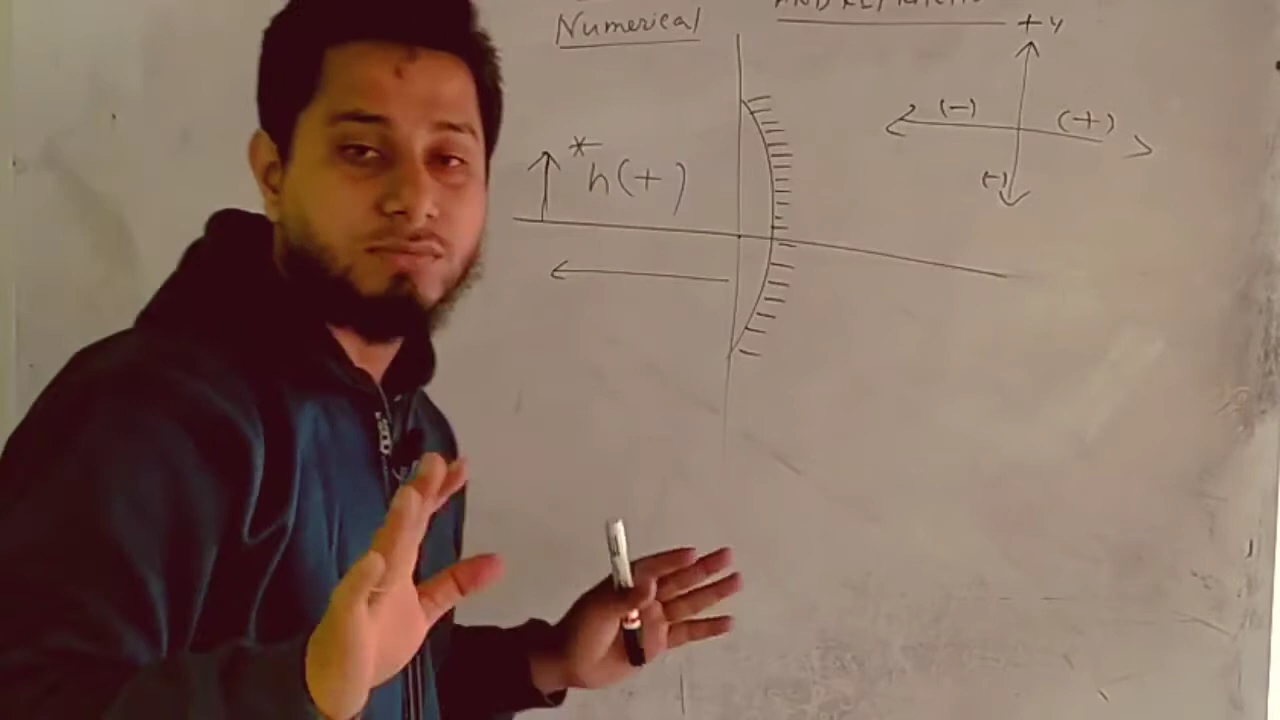 Numerical
+y
(-)
(+)
(-)
*h(+)